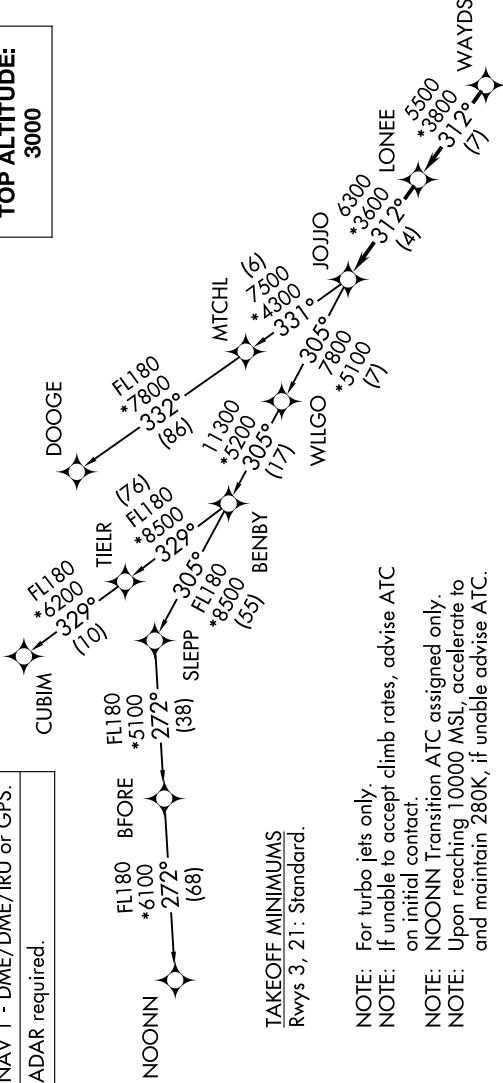 NAV 1 - DME/DME/IRU or GPS.
ADAR required.
TOP ALTITUDE:
3000
WAYDS
5500
*3800
312°
(7)
LONEE
6300
*3600
312°
(4)
JOJJO
(6)
7500
*4300
331°
MTCHL
FL180
*7800
332°
(86)
DOOGE
305°
7800
*5100
(7)
WLLGO
11300
*5200
305°
(17)
BENBY
(76)
FL180
*8500
329°
TIELR
FL180
*6200
329°
(10)
CUBIM
305°
FL180
*8500
(55)
SLEPP
FL180
*5100
272°
(38)
BFORE
FL180
*6100
272°
(68)
NOONN
TAKEOFF MINIMUMS
Rwys 3, 21: Standard.
NOTE: For turbo jets only.
NOTE: If unable to accept climb rates, advise ATC
on initial contact.
NOTE: NOONN Transition ATC assigned only.
NOTE: Upon reaching 10000 MSL, accelerate to
and maintain 280K, if unable advise ATC.